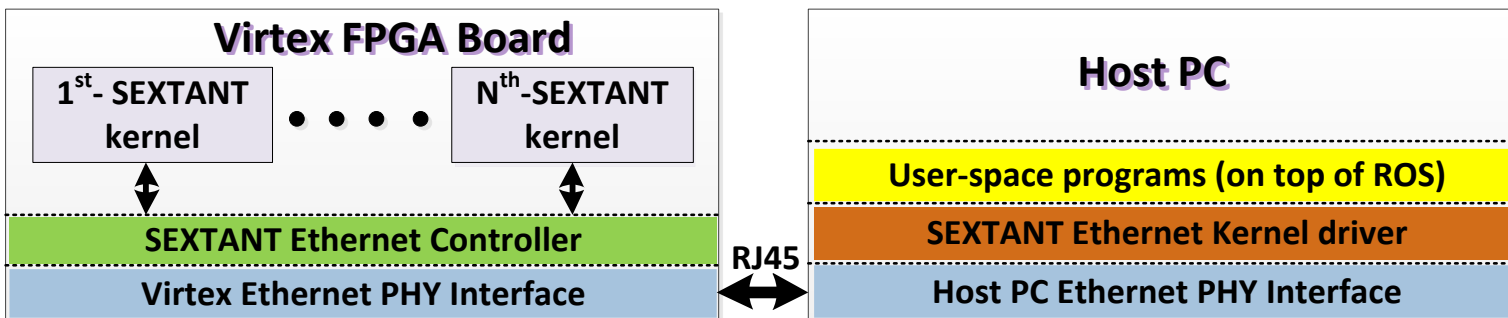 Virtex FPGA Board
1st- SEXTANT
kernel
Nth-SEXTANT
kernel
SEXTANT Ethernet Controller
Virtex Ethernet PHY Interface
RJ45
Host PC
User-space programs (on top of ROS)
SEXTANT Ethernet Kernel driver
Host PC Ethernet PHY Interface